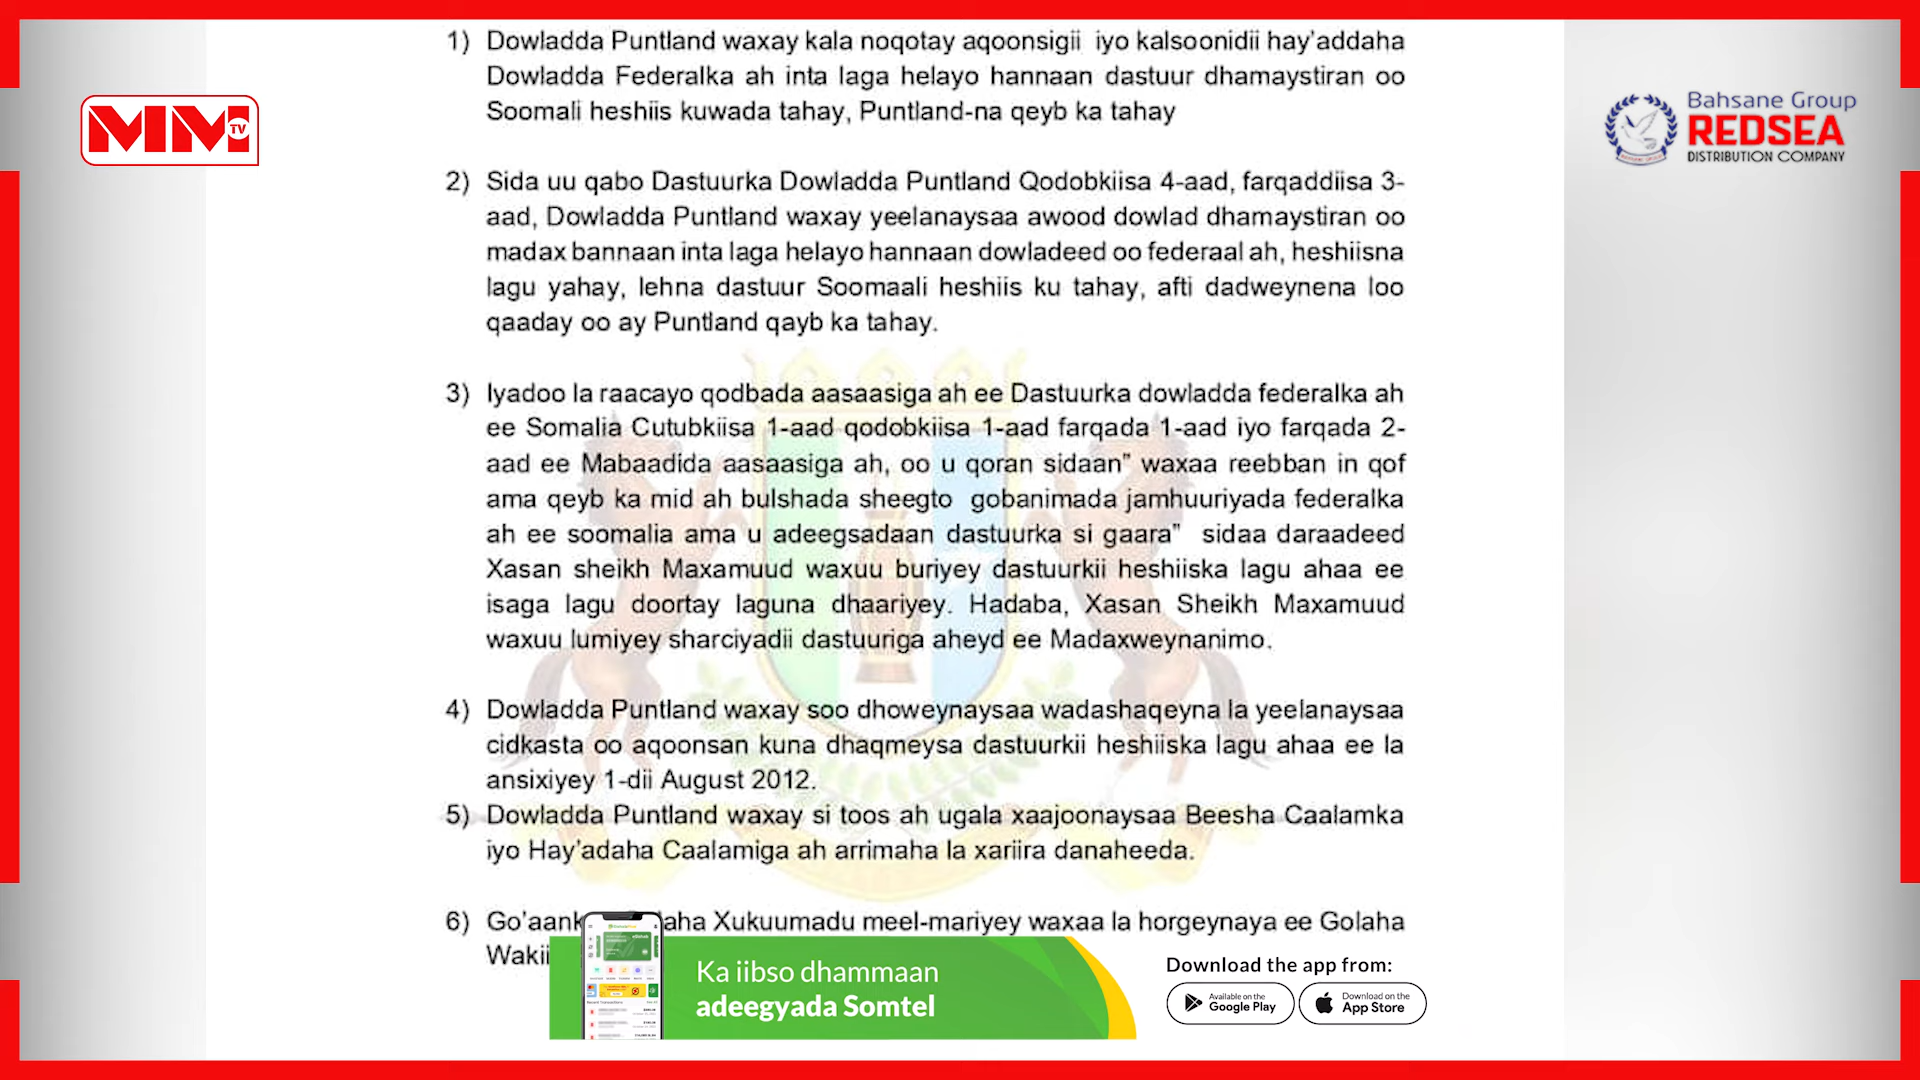 1) Dowladda Puntland waxay kala noqotay aqoonsigii iyo kalsoonidii hay'addaha
Dowladda Federalka ah inta laga helayo hannaan dastuur dhamaystiran oo
Soomali heshiis kuwada tahay, Puntland-na qeyb ka tahay
2) Sida uu qabo Dastuurka Dowladda Puntland Qodobkiisa 4-aad, farqaddiisa 3-
aad, Dowladda Puntland waxay yeelanaysaa awood dowlad dhamaystiran oo
madax bannaan inta laga helayo hannaan dowladeed oo federaal ah, heshiisna
lagu yahay, lehna dastuur Soomaali heshiis ku tahay, afti dadweynena loo
qaaday oo ay Puntland qayb ka tahay.
3) Iyadoo la raacayo qodbada aasaasiga ah ee Dastuurka dowladda federalka ah
ee Somalia Cutubkiisa 1-aad qodobkiisa 1-aad farqada 1-aad iyo farqada 2-
aad ee Mabaadida aasaasiga ah, oo u qoran sidaan" waxaa reebban in qof
ama qeyb ka mid ah bulshada sheegto gobanimada jamhuuriyada federalka
ah ee soomalia ama u adeegsadaan dastuurka si gaara" sidaa daraadeed
Xasan sheikh Maxamuud waxuu buriyey dastuurkii heshiiska lagu ahaa ee
isaga lagu doortay laguna dhaariyey. Hadaba, Xasan Sheikh Maxamuud
waxuu lumiyey sharciyadii dastuuriga aheyd ee Madaxweynanimo.
4) Dowladda Puntland waxay soo dhoweynaysaa wadashaqeyna la yeelanaysaa
cidkasta oo aqoonsan kuna dhaqmeysa dastuurkii heshiiska lagu ahaa ee la
ansixiyey 1-dii August 2012.
5) Dowladda Puntland waxay si toos ah ugala xaajoonaysaa Beesha Caalamka
iyo Hay'adaha Caalamiga ah arrimaha la xariira danaheeda.
6) Go'aank laha Xukuumadu meel-mariyey waxaa la horgeynaya ee Golaha
Wakii
MM TV
Bahsane Group
REDSEA
DISTRIBUTION COMPANY
Ka iibso dhammaan
adeegyada Somtel
Download the app from:
Available on the
Google Play
Download on the
App Store